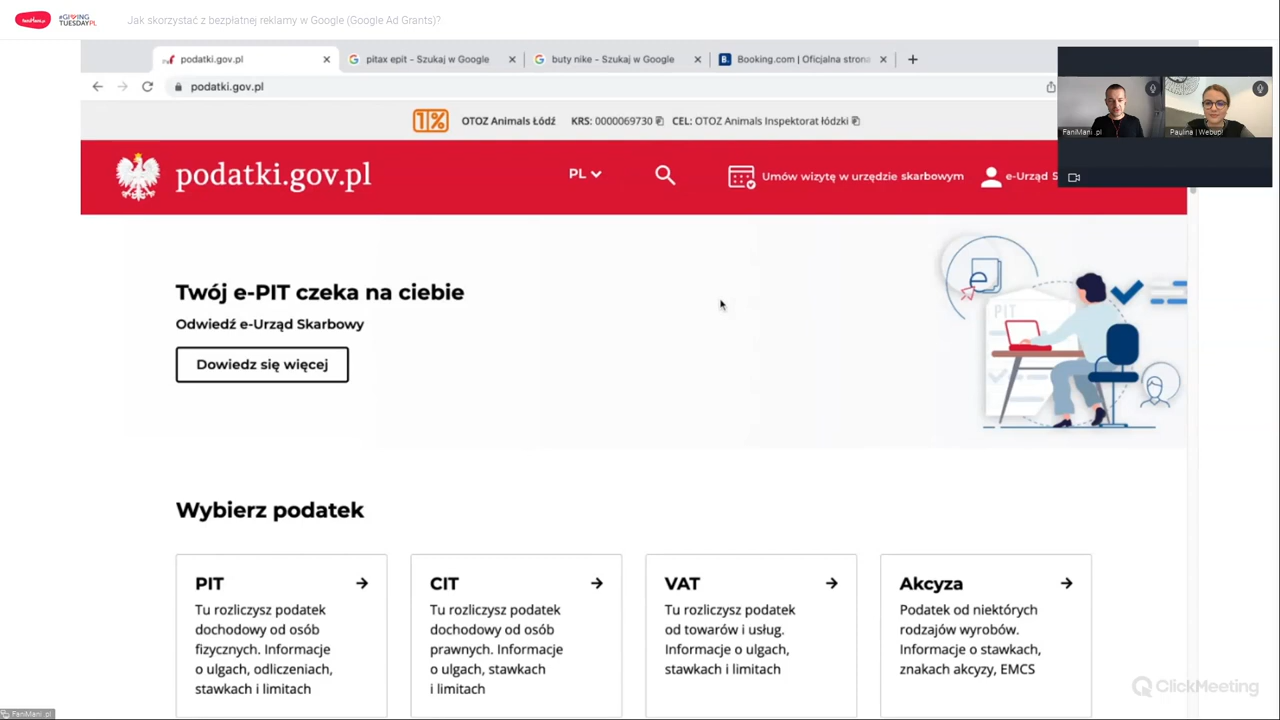 FaniMani.pl
#GIVING
TUESDAYPL
Jak skorzystać z bezpłatnej reklamy w Google (Google Ad Grants)?
podatki.gov.pl
pitax epit - Szukaj w Google
buty nike - Szukaj w Google
B.
Booking.com | Oficjalna strona
podatki.gov.pl
1%
OTOZ Animals Łódź
KRS: 0000069730
CEL: OTOZ Animals Inspektorat łódzki
FaniMani .pl
Paulina | Webup!
podatki.gov.pl
PL
Umów wizytę w urzędzie skarbowym
e-Urząd S
Twój e-PIT czeka na ciebie
Odwiedź e-Urząd Skarbowy
Dowiedz się więcej
PIT
Wybierz podatek
PIT
Tu rozliczysz podatek
dochodowy od osób
fizycznych. Informacje
o ulgach, odliczeniach,
stawkach i limitach
CIT
Tu rozliczysz podatek
dochodowy od osób
prawnych. Informacje
o ulgach, stawkach
i limitach
VAT
Tu rozliczysz podatek
od towarów i usług.
Informacje o ulgach,
stawkach i limitach
Akcyza
Podatek od niektórych
rodzajów wyrobów.
Informacje o stawkach,
znakach akcyzy, EMCS
ClickMeeting
FaniMani .pl